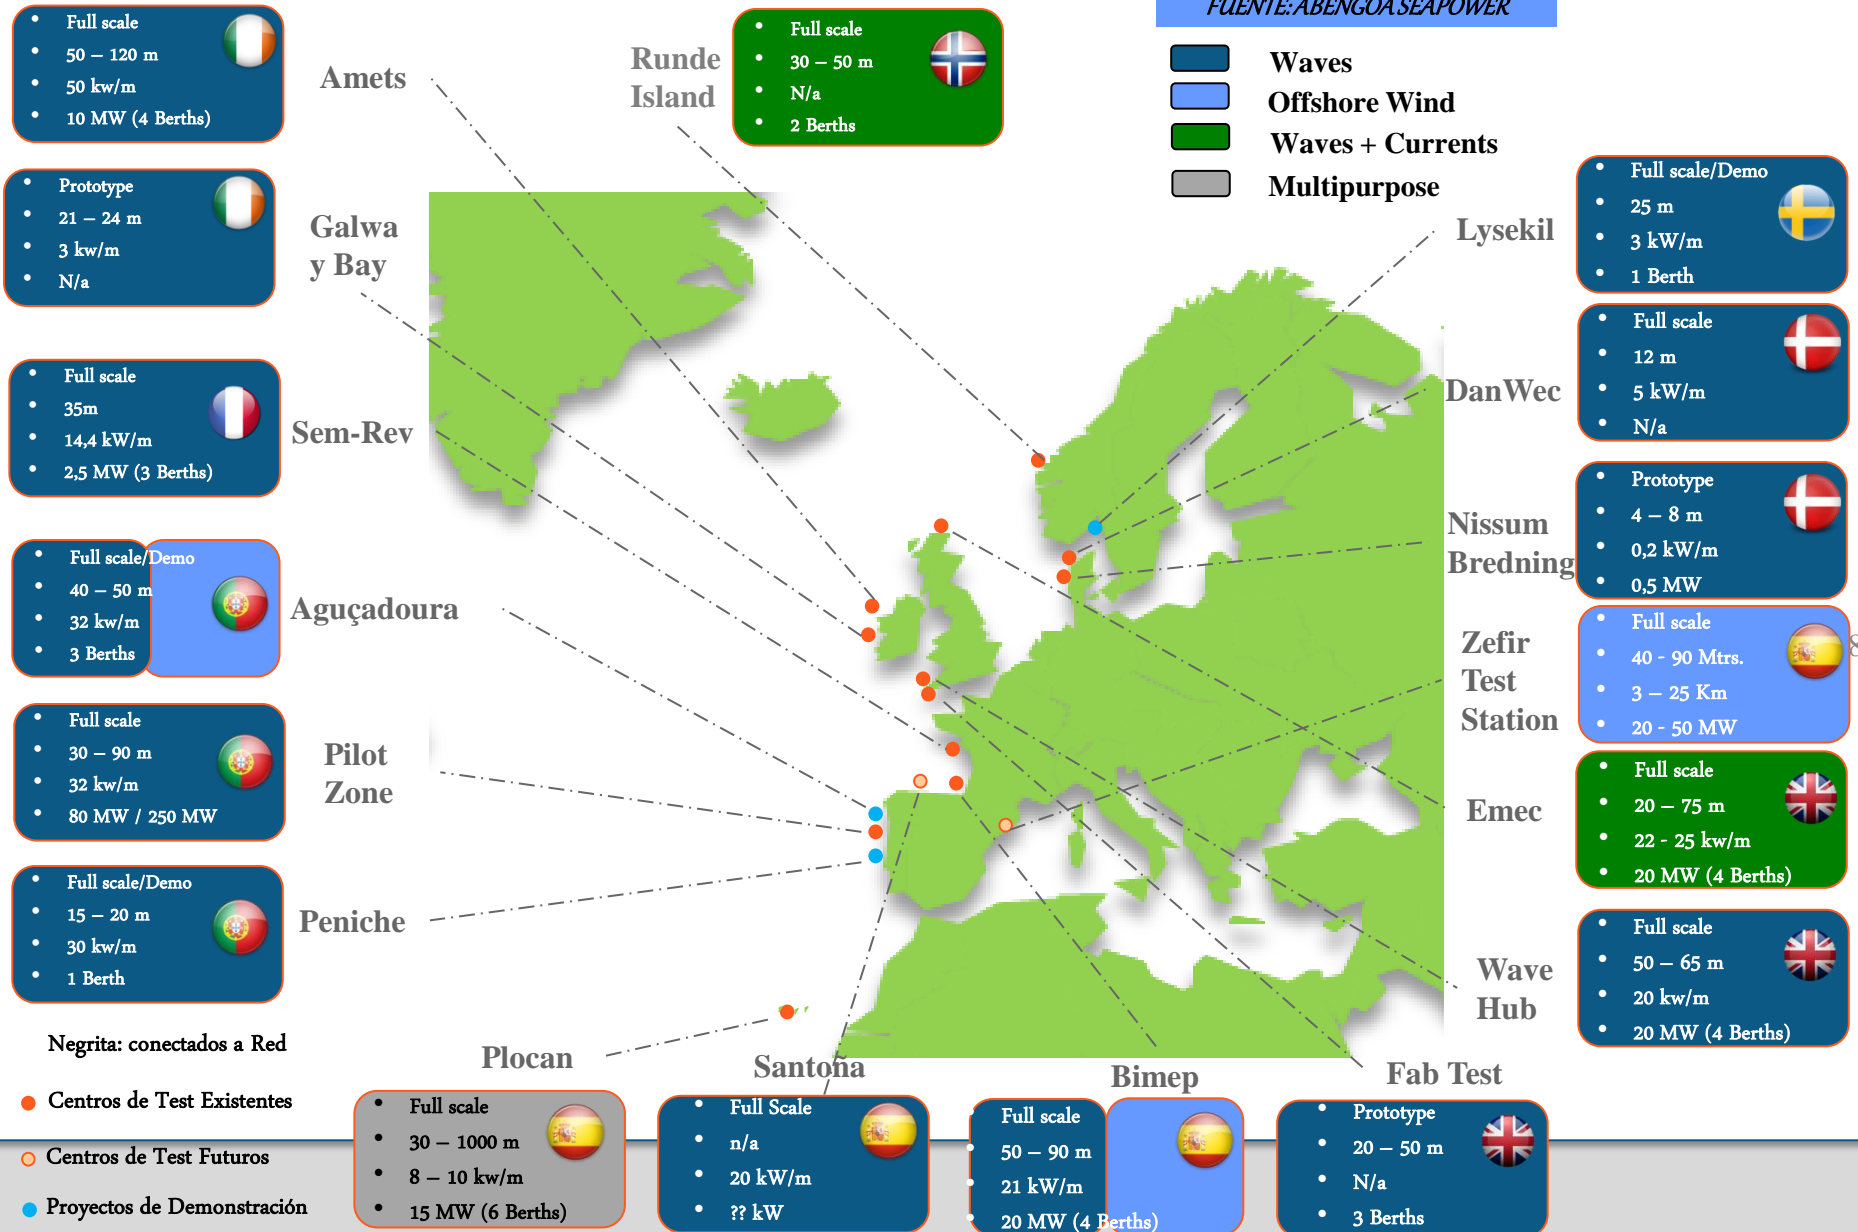 FUENTE: ABENGOA SEAPOWER
Waves
Offshore Wind
Waves + Currents
Multipurpose
• Full scale
• 50 – 120 m
• 50 kw/m
• 10 MW (4 Berths)
Amets
Runde
Island
• Full scale
• 30 – 50 m
• N/a
• 2 Berths
• Prototype
• 21 – 24 m
• 3 kw/m
• N/a
Galwa
y Bay
• Full scale
• 35m
• 14,4 kW/m
• 2,5 MW (3 Berths)
Sem-Rev
• Full scale/Demo
• 40 – 50 m
• 32 kw/m
• 3 Berths
Aguçadoura
• Full scale
• 30 – 90 m
• 32 kw/m
• 80 MW / 250 MW
Pilot
Zone
• Full scale/Demo
• 15 – 20 m
• 30 kw/m
• 1 Berth
Peniche
Lysekil
• Full scale/Demo
• 25 m
• 3 kW/m
• 1 Berth
DanWec
• Full scale
• 12 m
• 5 kW/m
• N/a
Nissum
Bredning
• Prototype
• 4 – 8 m
• 0,2 kW/m
• 0,5 MW
Zefir
Test
Station
• Full scale
• 40 - 90 Mtrs.
• 3 – 25 Km
• 20 - 50 MW
8
Emec
• Full scale
• 20 – 75 m
• 22 - 25 kw/m
• 20 MW (4 Berths)
Wave
Hub
• Full scale
• 50 – 65 m
• 20 kw/m
• 20 MW (4 Berths)
Negrita: conectados a Red
Centros de Test Existentes
Centros de Test Futuros
Proyectos de Demonstración
Plocan
• Full scale
• 30 – 1000 m
• 8 – 10 kw/m
• 15 MW (6 Berths)
Santoña
• Full Scale
• n/a
• 20 kW/m
• ?? kW
Bimep
• Full scale
• 50 – 90 m
• 21 kW/m
• 20 MW (4 Berths)
Fab Test
• Prototype
• 20 – 50 m
• N/a
• 3 Berths